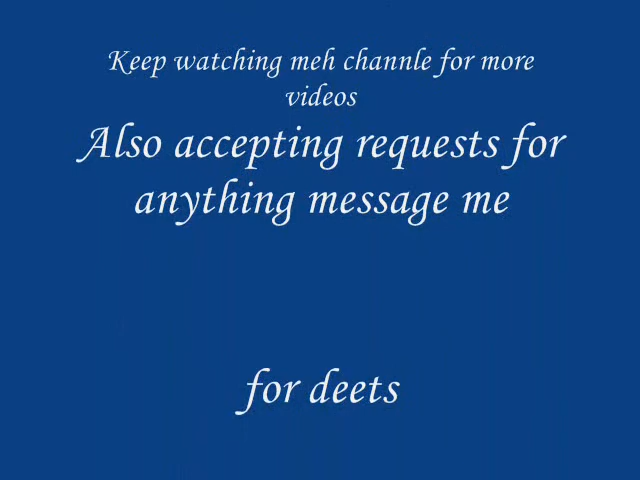 Keep watching meh channle for more
videos
Also accepting requests for
anything message me
for deets